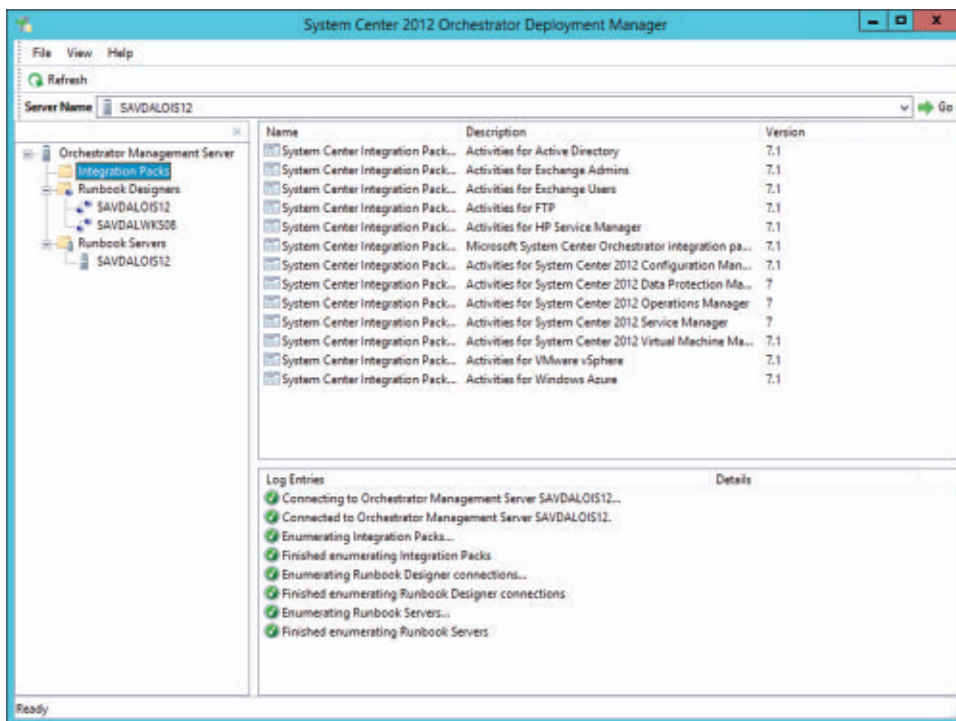 System Center 2012 Orchestrator Deployment Manager
File View Help
Refresh
Server Name SAVDALOIS12 Go
Orchestrator Management Server
Integration Packs
Runbook Designers
SAVDALOIS12
SAVDALWKS08
Runbook Servers
SAVDALOIS12
Name Description Version
System Center Integration Pack... Activities for Active Directory 7.1
System Center Integration Pack... Activities for Exchange Admins 7.1
System Center Integration Pack... Activities for Exchange Users 7.1
System Center Integration Pack... Activities for FTP 7.1
System Center Integration Pack... Activities for HP Service Manager 7.1
System Center Integration Pack... Microsoft System Center Orchestrator integration pa... 7.1
System Center Integration Pack... Activities for System Center 2012 Configuration Man... 7.1
System Center Integration Pack... Activities for System Center 2012 Data Protection Ma... 7
System Center Integration Pack... Activities for System Center 2012 Operations Manager 7
System Center Integration Pack... Activities for System Center 2012 Service Manager 7
System Center Integration Pack... Activities for System Center 2012 Virtual Machine Ma... 7.1
System Center Integration Pack... Activities for VMware vSphere 7.1
System Center Integration Pack... Activities for Windows Azure 7.1
Log Entries Details
Connecting to Orchestrator Management Server SAVDALOIS12...
Connected to Orchestrator Management Server SAVDALOIS12.
Enumerating Integration Packs...
Finished enumerating Integration Packs
Enumerating Runbook Designer connections...
Finished enumerating Runbook Designer connections
Enumerating Runbook Servers...
Finished enumerating Runbook Servers
Ready